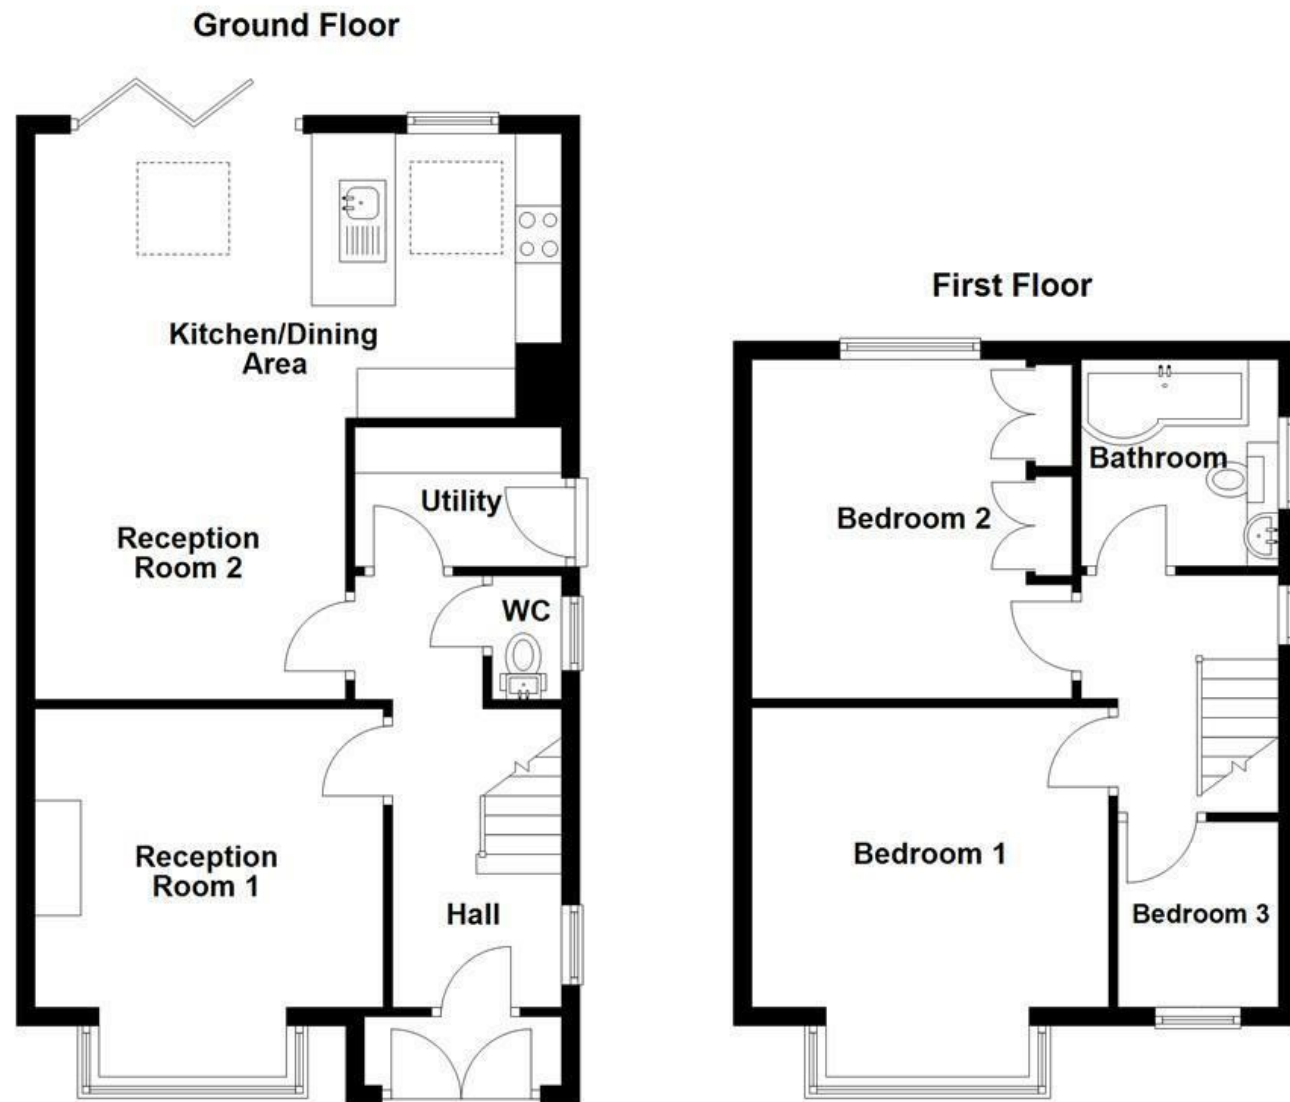 Ground Floor
Kitchen/Dining
Area
Utility
Reception
Room 2
WC
Reception
Room 1
Hall
First Floor
Bathroom
Bedroom 2
Bedroom 1
Bedroom 3